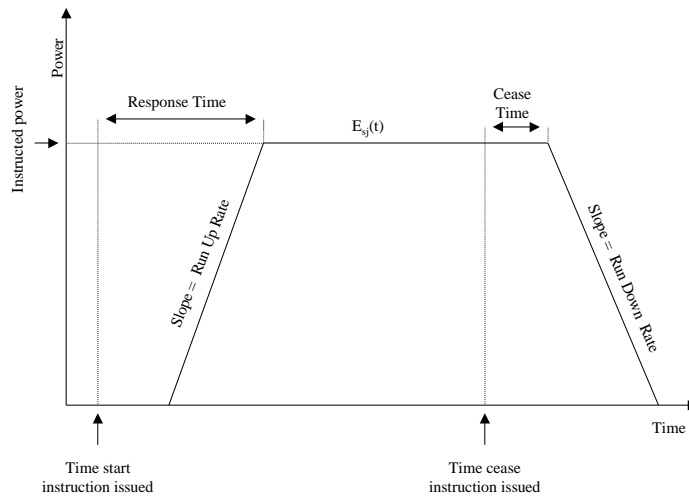 Power
Instructed power
Response Time
Cease
Time
E_sj(t)
Slope = Run Up Rate
Slope = Run Down Rate
Time
Time start
instruction issued
Time cease
instruction issued